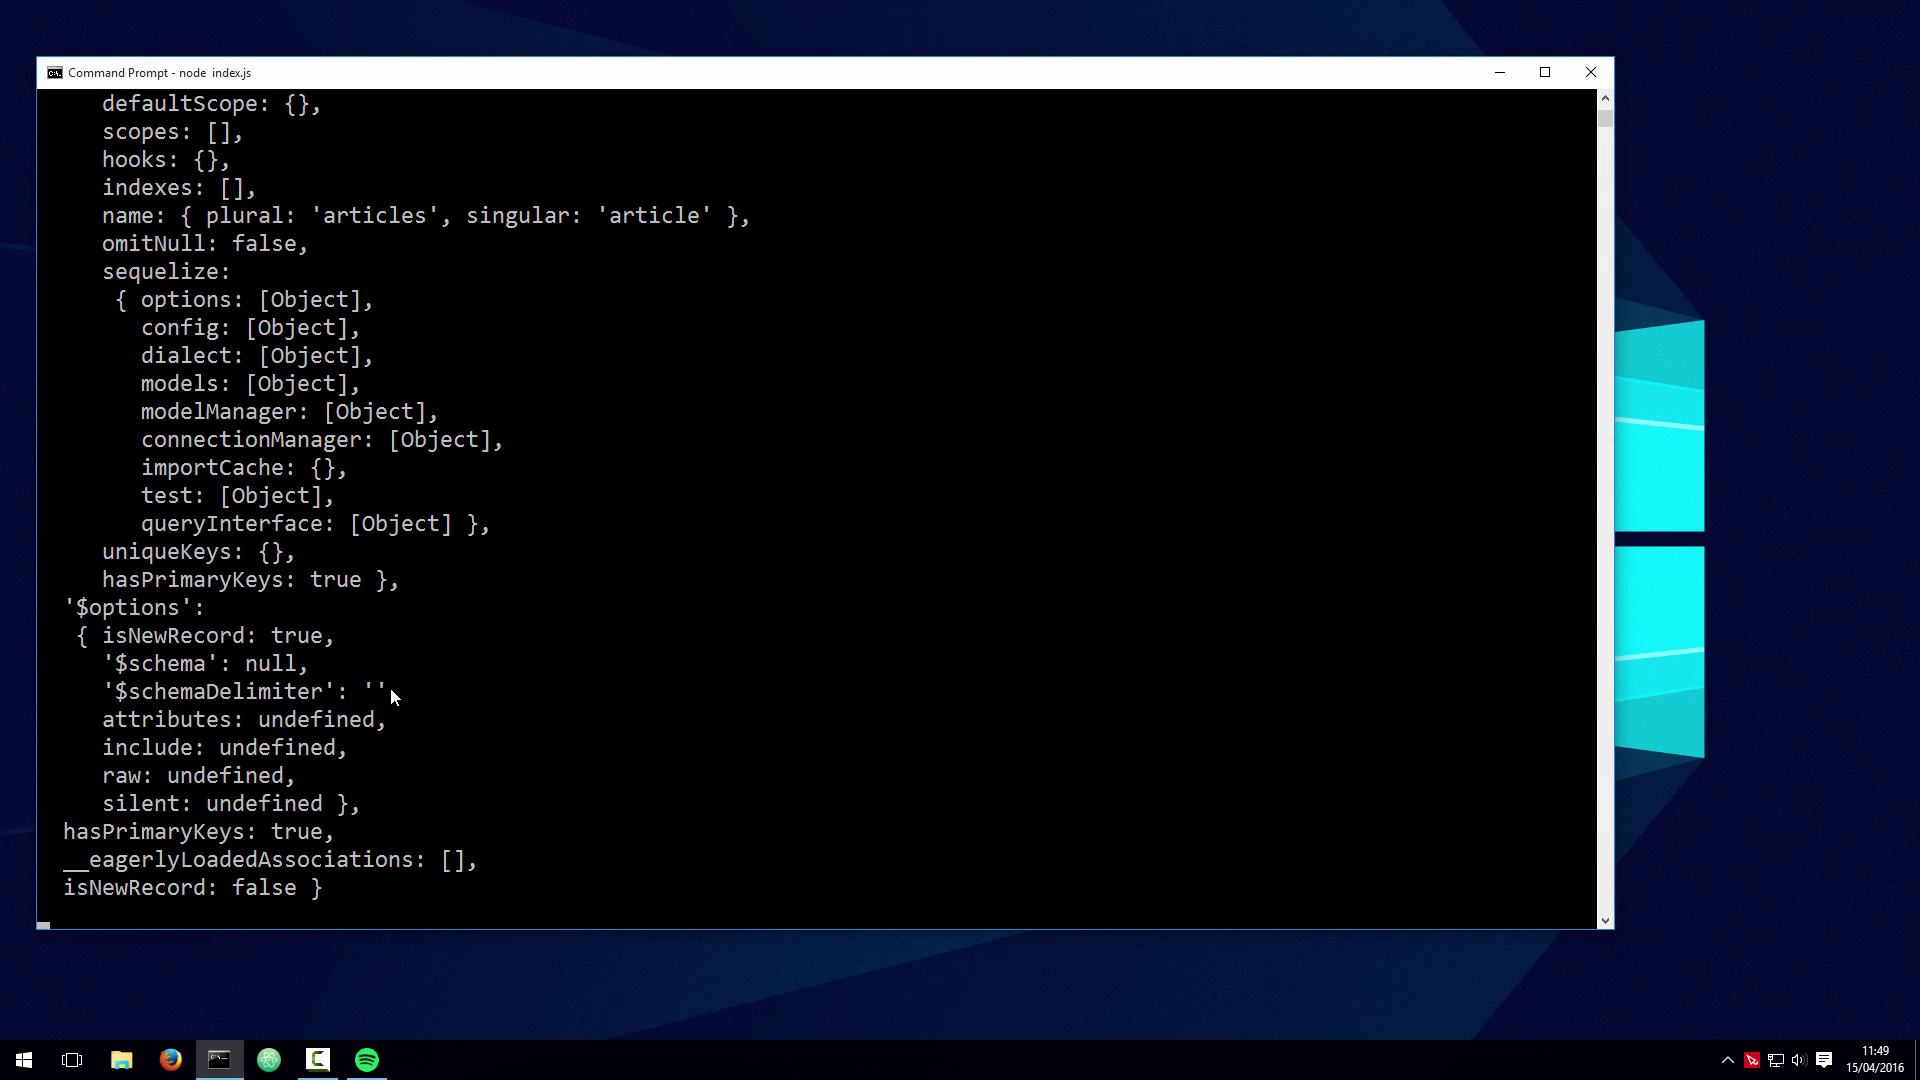 Command Prompt - node  index.js
defaultScope: {},
scopes: [],
hooks: {},
indexes: [],
name: { plural: 'articles', singular: 'article' },
omitNull: false,
sequelize:
{ options: [Object],
config: [Object],
dialect: [Object],
models: [Object],
modelManager: [Object],
connectionManager: [Object],
importCache: {},
test: [Object],
queryInterface: [Object] },
uniqueKeys: {},
hasPrimaryKeys: true },
'$options':
{ isNewRecord: true,
'$schema': null,
'$schemaDelimiter': ''
attributes: undefined,
include: undefined,
raw: undefined,
silent: undefined },
hasPrimaryKeys: true,
__eagerlyLoadedAssociations: [],
isNewRecord: false }
11:49
15/04/2016